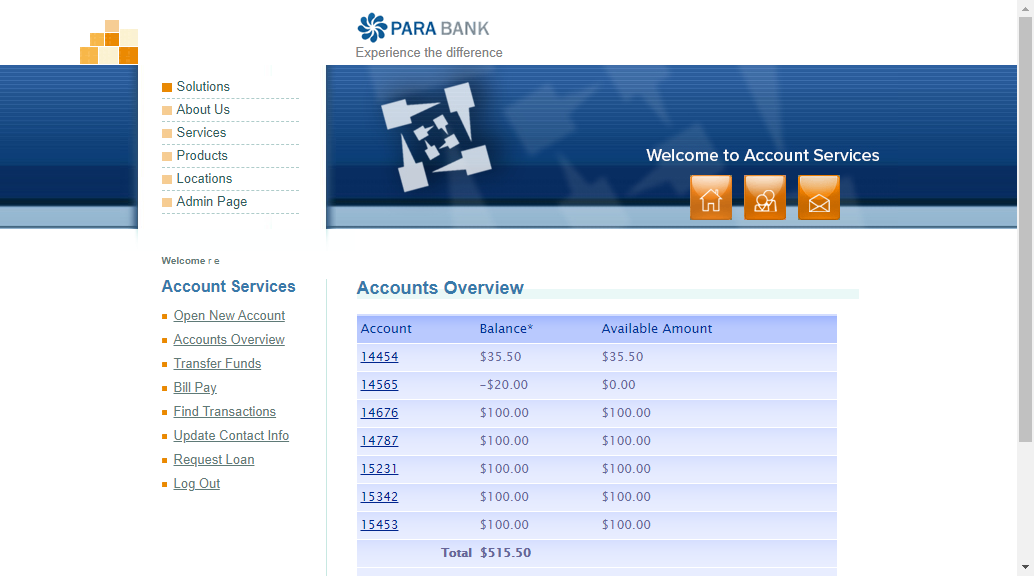 PARA BANK
Experience the difference
Solutions
About Us
Services
Products
Locations
Admin Page
Welcome to Account Services
Welcome r e
Account Services
Open New Account
Accounts Overview
Transfer Funds
Bill Pay
Find Transactions
Update Contact Info
Request Loan
Log Out
Accounts Overview
Account Balance* Available Amount
14454 $35.50 $35.50
14565 -$20.00 $0.00
14676 $100.00 $100.00
14787 $100.00 $100.00
15231 $100.00 $100.00
15342 $100.00 $100.00
15453 $100.00 $100.00
Total $515.50